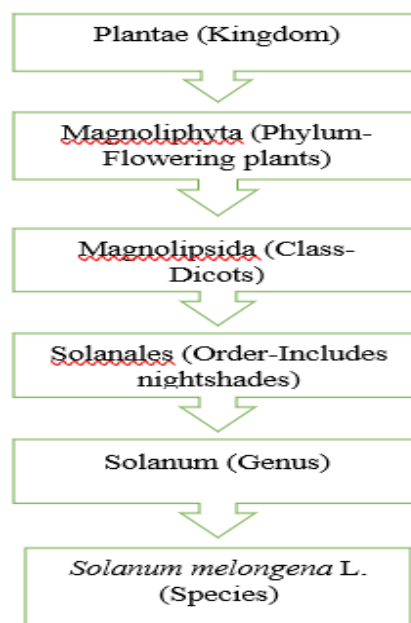 Plantae (Kingdom)
Magnoliphyta (Phylum-
Flowering plants)
Magnolipsida (Class-
Dicots)
Solanales (Order-Includes
nightshades)
Solanum (Genus)
Solanum melongena L.
(Species)